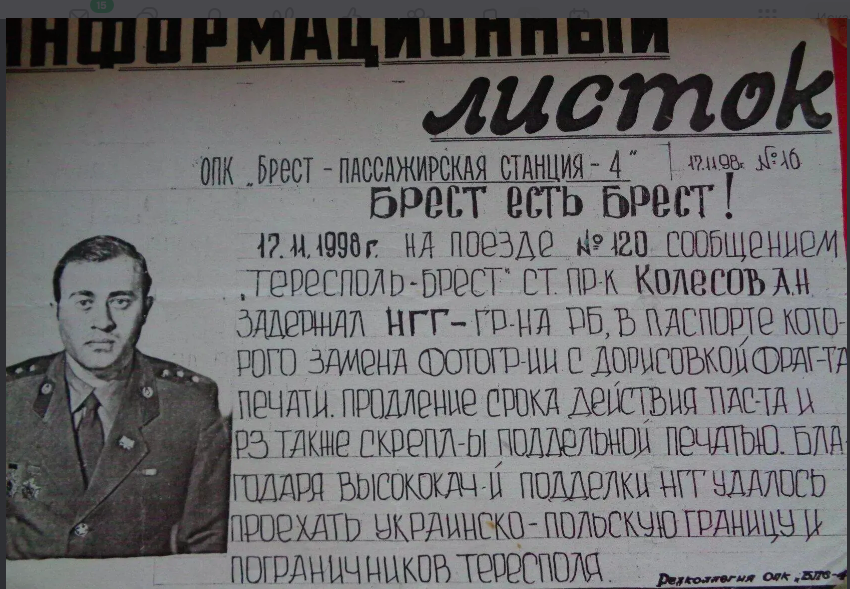 ИНФОРМАЦИОННЫЙ
листок
ОПК „Брест - пассажирская станция - 4" 17.11.98г. №16
Брест есть Брест!
17.11.1998г. на поезде №120 сообщением
„Тересполь-Брест" ст. пр-к Колесов А.Н.
задержал НГГ- гр-на РБ, в паспорте кото-
рого замена фотогр-ии с дорисовкой фраг-та
печати. Продление срока действия пас-та и
РЗ также скрепл-ы поддельной печатью. Бла-
годаря высококач-й подделки НГГ удалось
проехать украинско-польскую границу и
пограничников Тересполя.
Редколлегия ОПК „БПС-4
15